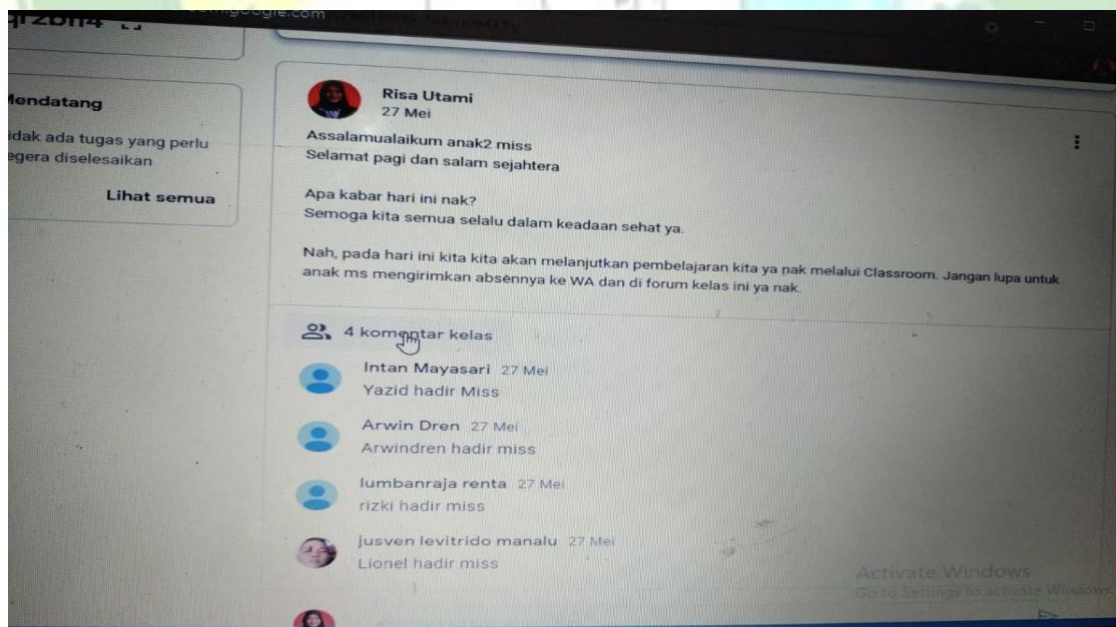 google.com
Mendatang
idak ada tugas yang perlu
egera diselesaikan
Lihat semua
Risa Utami
27 Mei
Assalamualaikum anak2 miss
Selamat pagi dan salam sejahtera
Apa kabar hari ini nak?
Semoga kita semua selalu dalam keadaan sehat ya.
Nah, pada hari ini kita kita akan melanjutkan pembelajaran kita ya nak melalui Classroom. Jangan lupa untuk
anak ms mengirimkan absennya ke WA dan di forum kelas ini ya nak.
4 komentar kelas
Intan Mayasari 27 Mei
Yazid hadir Miss
Arwin Dren 27 Mei
Arwindren hadir miss
lumbanraja renta 27 Mei
rizki hadir miss
jusven levitrido manalu 27 Mei
Lionel hadir miss
Activate Windows
Go to Settings to activate Windows.